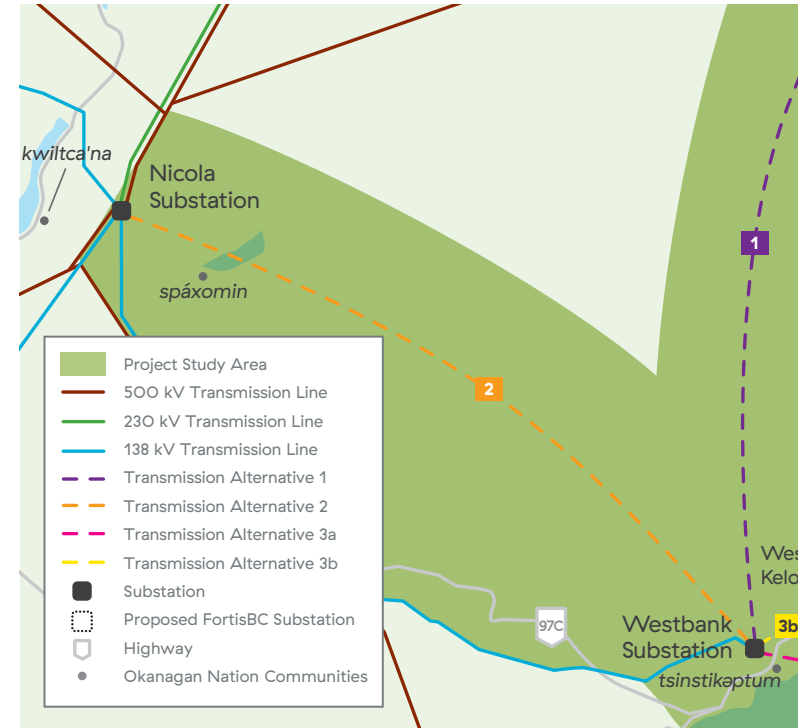 kwiltca'na
Nicola
Substation
spáxomin
1
2
Project Study Area
500 kV Transmission Line
230 kV Transmission Line
138 kV Transmission Line
Transmission Alternative 1
Transmission Alternative 2
Transmission Alternative 3a
Transmission Alternative 3b
Substation
Proposed FortisBC Substation
Highway
Okanagan Nation Communities
97C
Wes
Kelo
Westbank
Substation
3b
tsinstikəptum